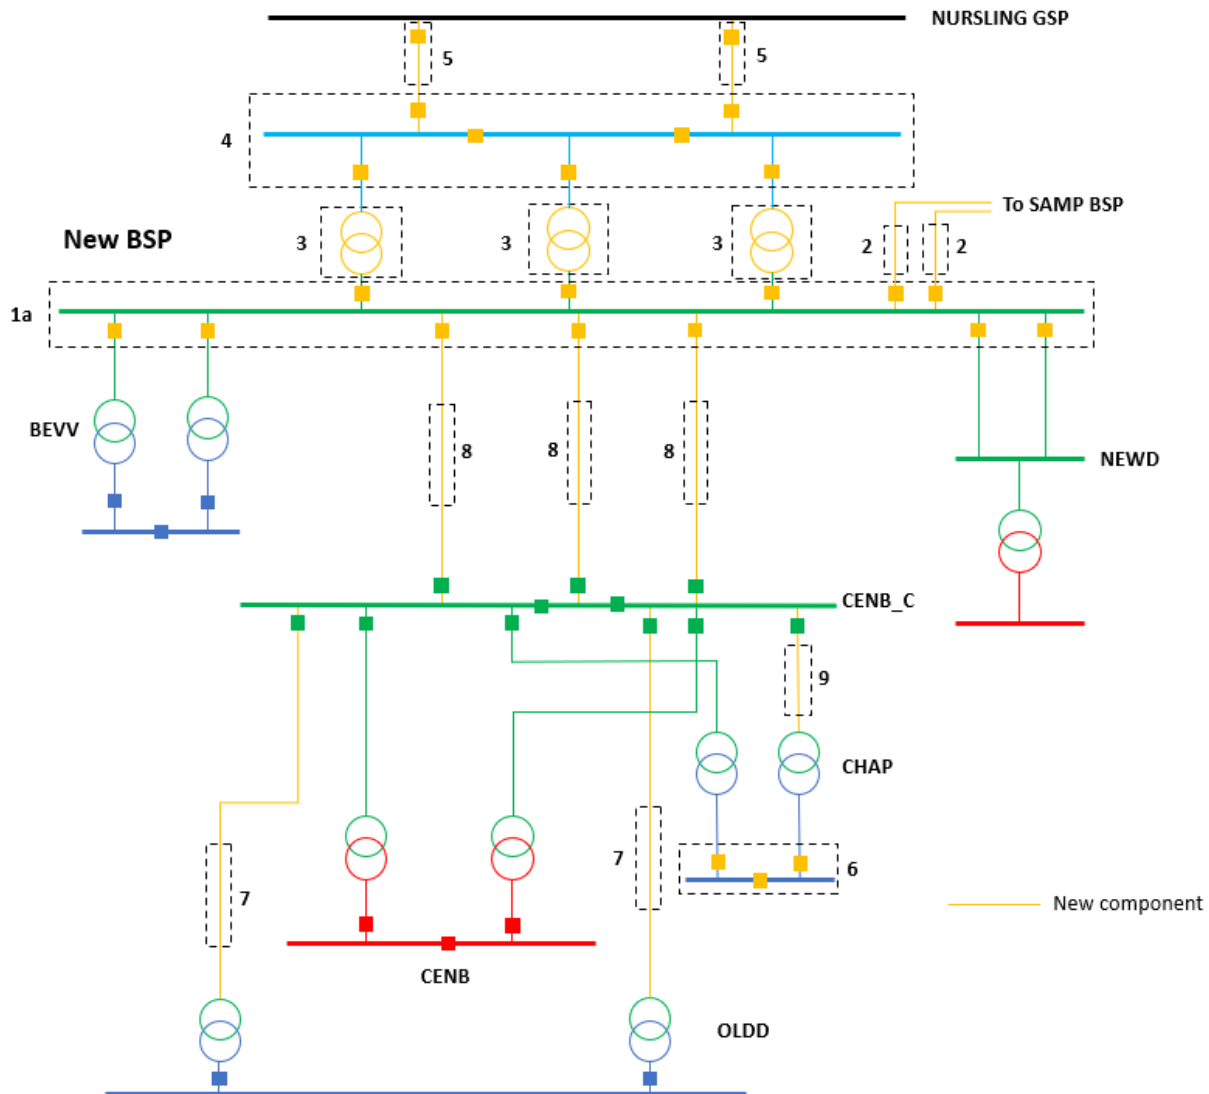 NURSLING GSP
5
5
4
To SAMP BSP
New BSP
3
3
3
2
2
1a
BEVV
8
8
8
NEWD
CENB_C
9
CHAP
7
6
7
New component
CENB
OLDD